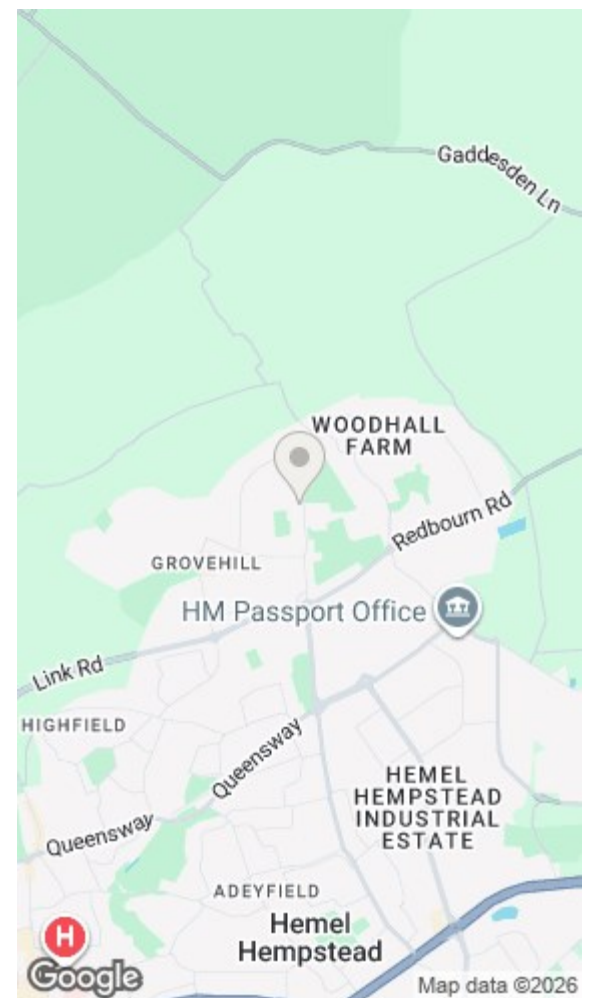 Gaddesden Ln
WOODHALL
FARM
Redbourn Rd
GROVEHILL
HM Passport Office
Link Rd
HIGHFIELD
Queensway
HEMEL
HEMPSTEAD
INDUSTRIAL
ESTATE
Queensway
ADEYFIELD
Hemel
Hempstead
H
Google
Map data ©2026